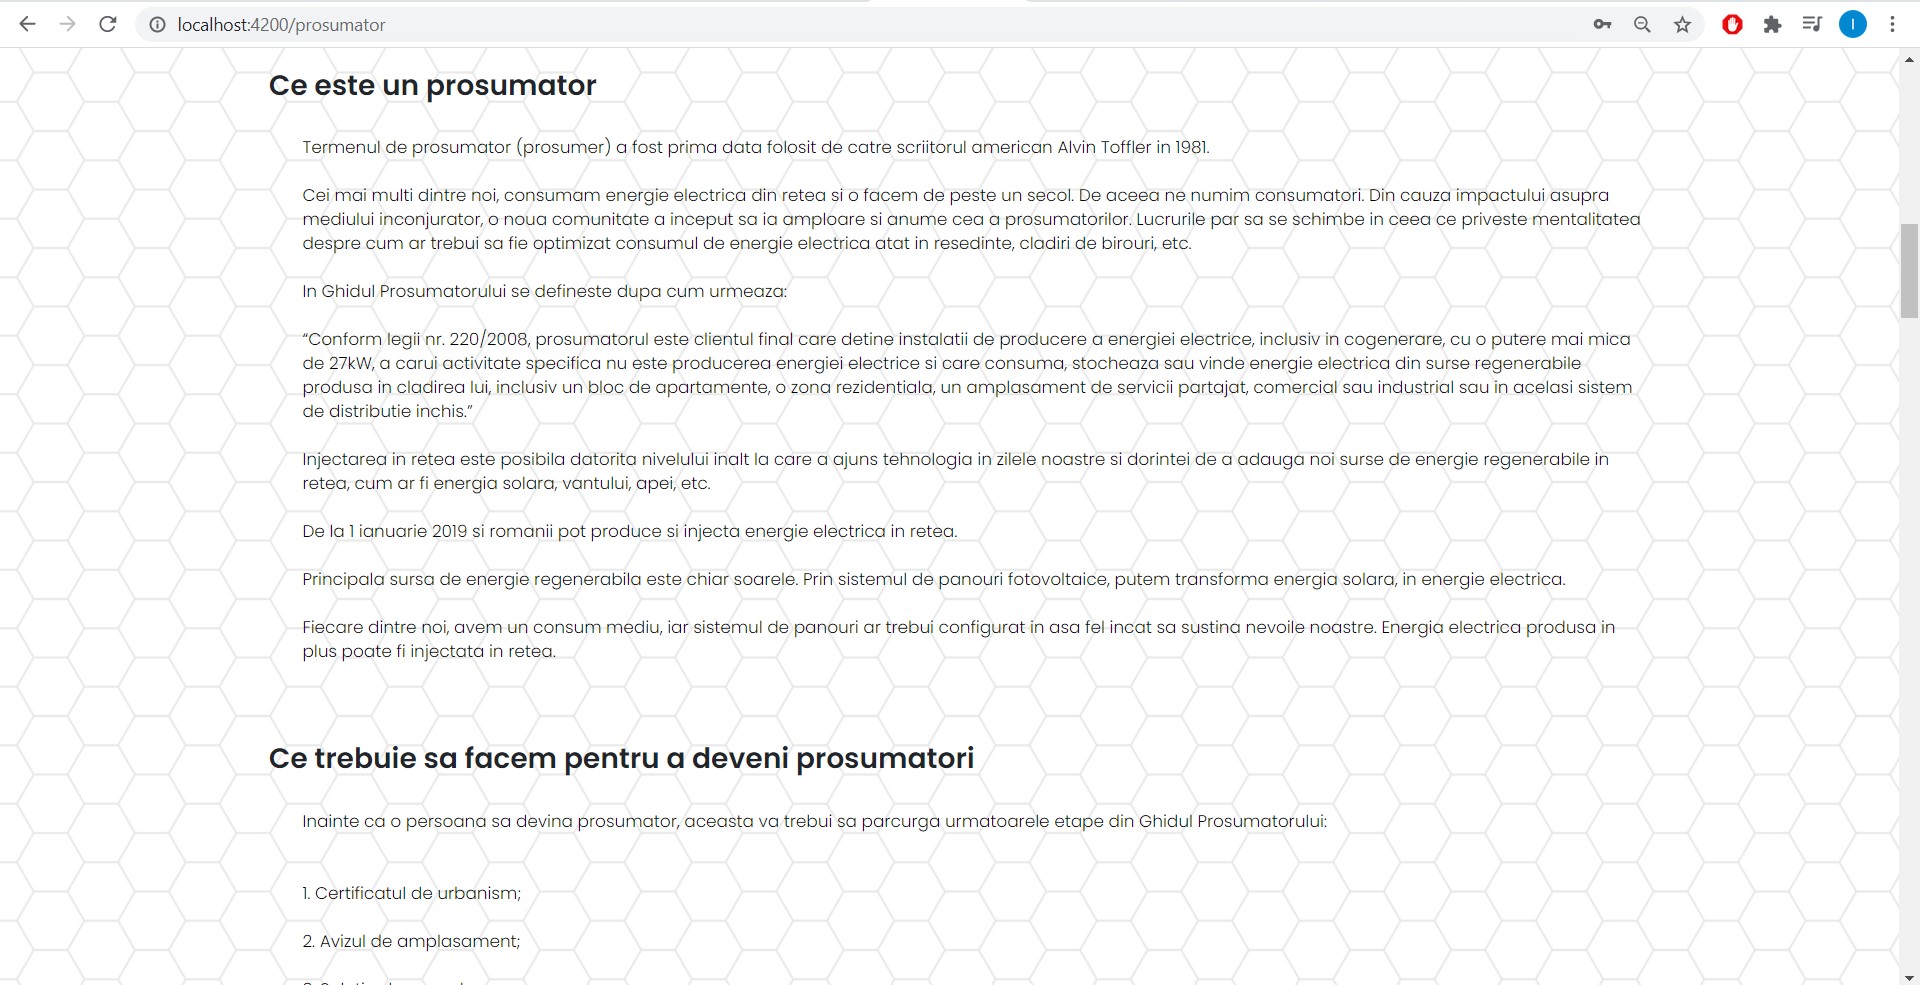 localhost:4200/prosumator
I
Ce este un prosumator
Termenul de prosumator (prosumer) a fost prima data folosit de catre scriitorul american Alvin Toffler in 1981.
Cei mai multi dintre noi, consumam energie electrica din retea si o facem de peste un secol. De aceea ne numim consumatori. Din cauza impactului asupra
mediului inconjurator, o noua comunitate a inceput sa ia amploare si anume cea a prosumatorilor. Lucrurile par sa se schimbe in ceea ce priveste mentalitatea
despre cum ar trebui sa fie optimizat consumul de energie electrica atat in resedinte, cladiri de birouri, etc.
In Ghidul Prosumatorului se defineste dupa cum urmeaza:
“Conform legii nr. 220/2008, prosumatorul este clientul final care detine instalatii de producere a energiei electrice, inclusiv in cogenerare, cu o putere mai mica
de 27kW, a carui activitate specifica nu este producerea energiei electrice si care consuma, stocheaza sau vinde energie electrica din surse regenerabile
produsa in cladirea lui, inclusiv un bloc de apartamente, o zona rezidentiala, un amplasament de servicii partajat, comercial sau industrial sau in acelasi sistem
de distributie inchis.”
Injectarea in retea este posibila datorita nivelului inalt la care a ajuns tehnologia in zilele noastre si dorintei de a adauga noi surse de energie regenerabile in
retea, cum ar fi energia solara, vantului, apei, etc.
De la 1 ianuarie 2019 si romanii pot produce si injecta energie electrica in retea.
Principala sursa de energie regenerabila este chiar soarele. Prin sistemul de panouri fotovoltaice, putem transforma energia solara, in energie electrica.
Fiecare dintre noi, avem un consum mediu, iar sistemul de panouri ar trebui configurat in asa fel incat sa sustina nevoile noastre. Energia electrica produsa in
plus poate fi injectata in retea.
Ce trebuie sa facem pentru a deveni prosumatori
Inainte ca o persoana sa devina prosumator, aceasta va trebui sa parcurga urmatoarele etape din Ghidul Prosumatorului:
1. Certificatul de urbanism;
2. Avizul de amplasament;